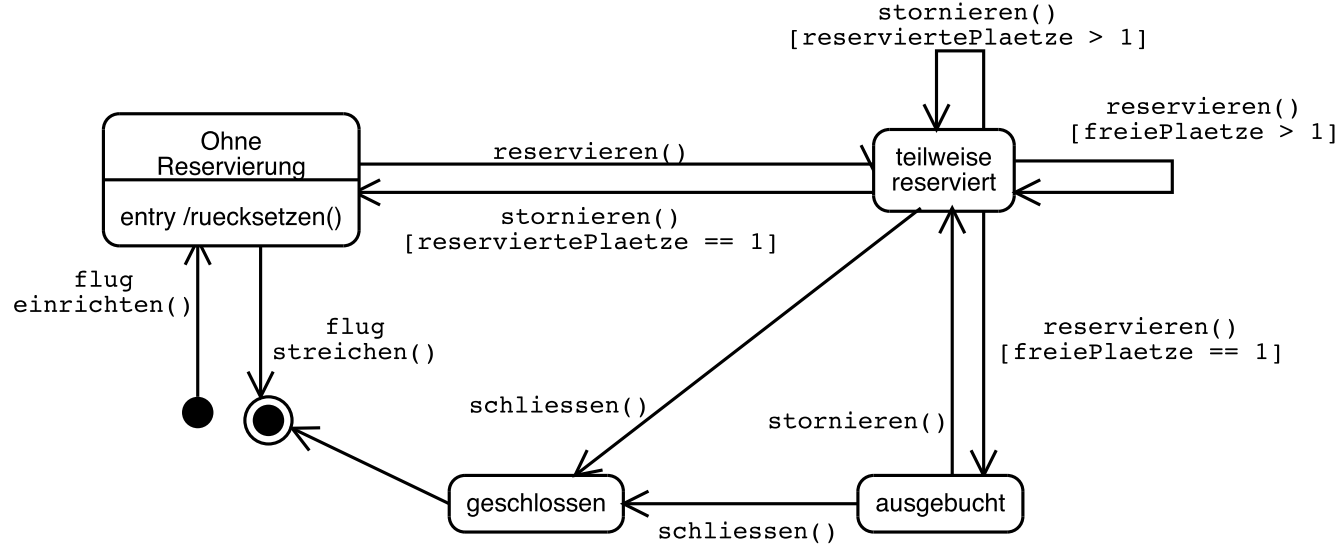 stornieren()
[reserviertePlaetze > 1]
reservieren()
[freiePlaetze > 1]
Ohne
Reservierung
entry /ruecksetzen()
reservieren()
teilweise
reserviert
stornieren()
[reserviertePlaetze == 1]
flug
einrichten()
flug
streichen()
reservieren()
[freiePlaetze == 1]
schliessen()
stornieren()
geschlossen
ausgebucht
schliessen()